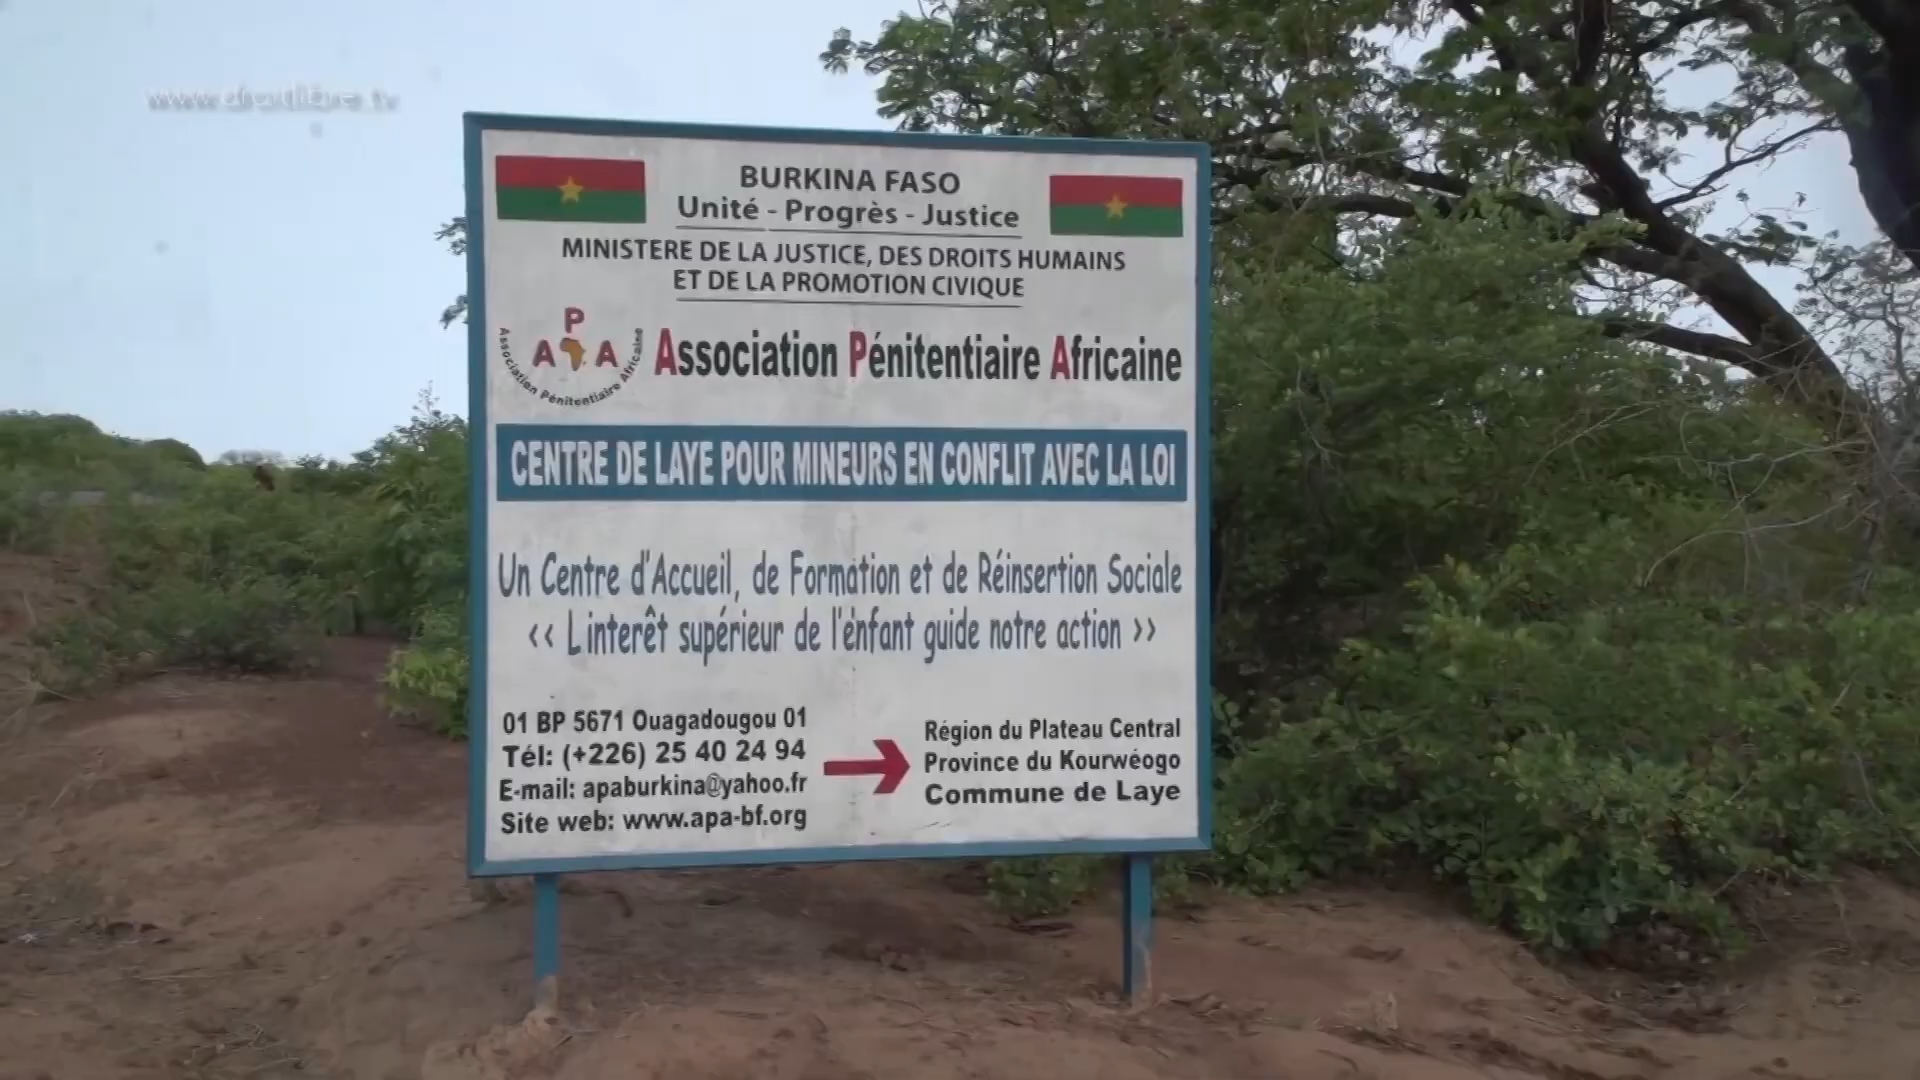 www.droitlibre.tv
BURKINA FASO
Unité - Progrès - Justice
MINISTERE DE LA JUSTICE, DES DROITS HUMAINS
ET DE LA PROMOTION CIVIQUE
P
A A
Association Pénitentiaire Africaine
Association Pénitentiaire Africaine
CENTRE DE LAYE POUR MINEURS EN CONFLIT AVEC LA LOI
Un Centre d'Accueil, de Formation et de Réinsertion Sociale
<< L'interêt supérieur de l'enfant guide notre action >>
01 BP 5671 Ouagadougou 01
Tél: (+226) 25 40 24 94
E-mail: apaburkina@yahoo.fr
Site web: www.apa-bf.org
Région du Plateau Central
Province du Kourwéogo
Commune de Laye